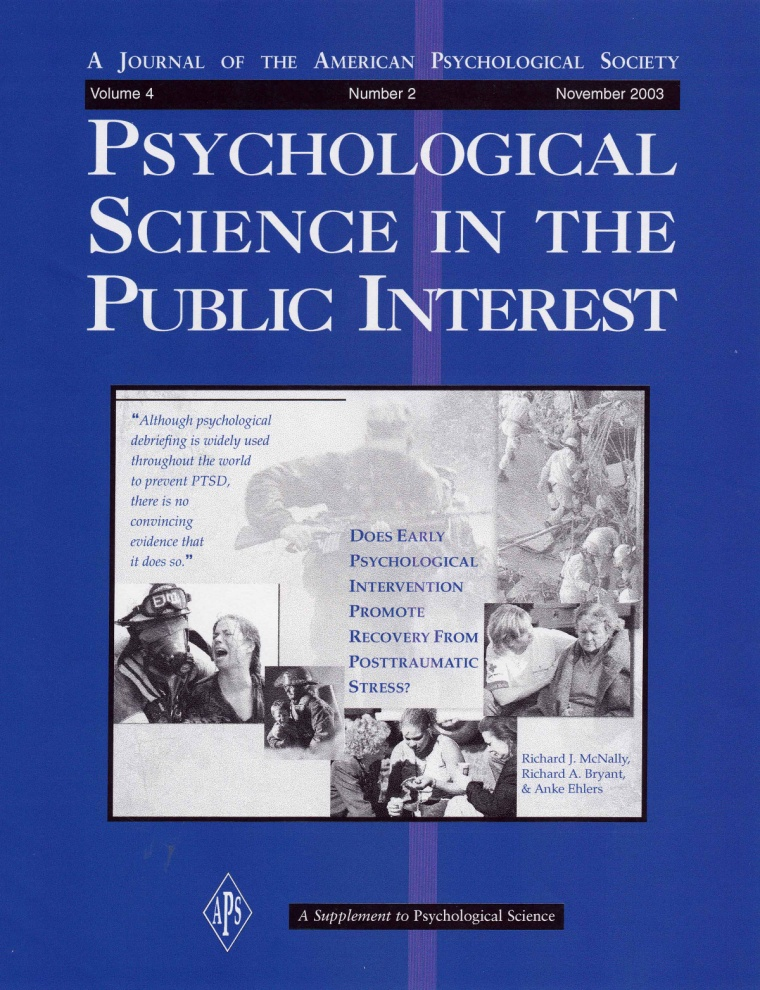 A JOURNAL OF THE AMERICAN PSYCHOLOGICAL SOCIETY
Volume 4 Number 2 November 2003
PSYCHOLOGICAL
SCIENCE IN THE
PUBLIC INTEREST
“Although psychological
debriefing is widely used
throughout the world
to prevent PTSD,
there is no
convincing
evidence that
it does so.”
DOES EARLY
PSYCHOLOGICAL
INTERVENTION
PROMOTE
RECOVERY FROM
POSTTRAUMATIC
STRESS?
Richard J. McNally,
Richard A. Bryant,
& Anke Ehlers
APS
A Supplement to Psychological Science